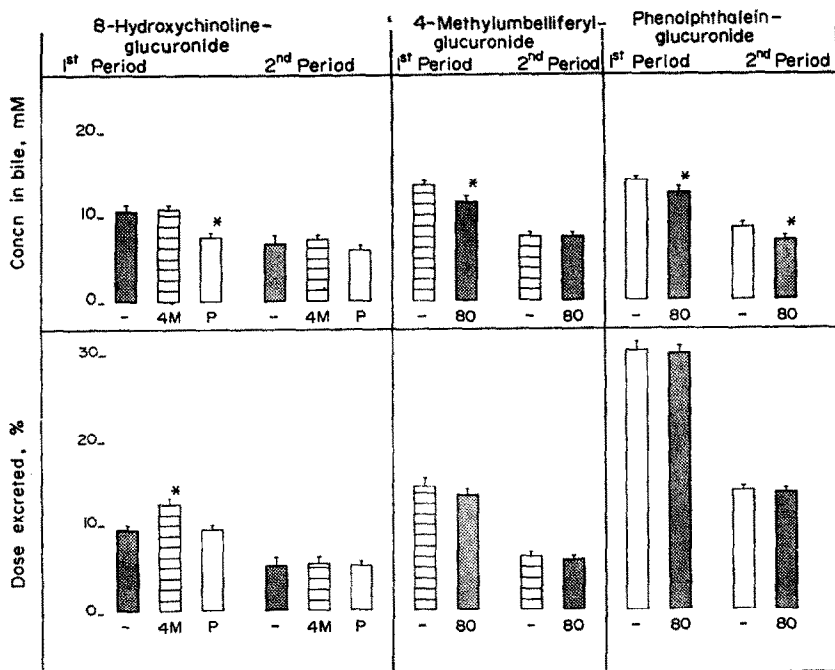 8-Hydroxychinoline-
glucuronide
4-Methylumbelliferyl-
glucuronide
Phenolphthalein-
glucuronide
1st Period 2nd Period 1st Period 2nd Period 1st Period 2nd Period
Concn in bile, mM
20-
10-
0-
* * * *
- 4M P - 4M P - 80 - 80 - 80 - 80
Dose excreted, %
30-
20-
10-
0-
*
- 4M P - 4M P - 80 - 80 - 80 - 80